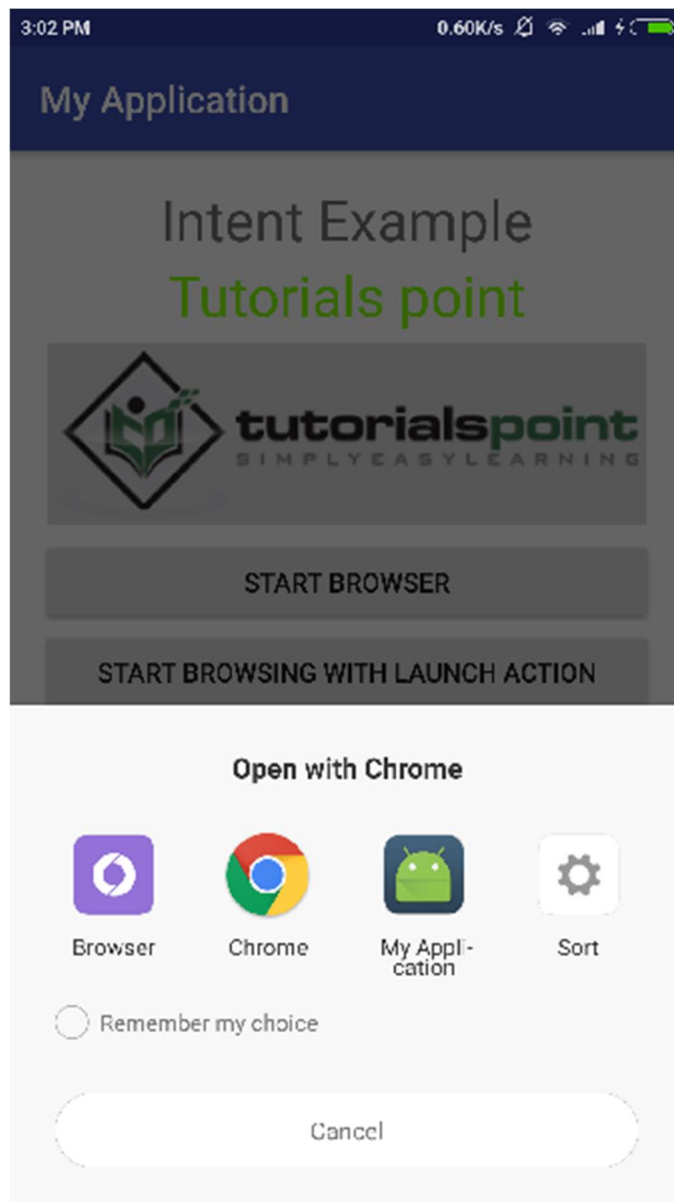 3:02 PM 0.60K/s
My Application
Intent Example
Tutorials point
tutorialspoint
SIMPLYEASYLEARNING
START BROWSER
START BROWSING WITH LAUNCH ACTION
Open with Chrome
Browser Chrome My Appli- Sort
cation
Remember my choice
Cancel